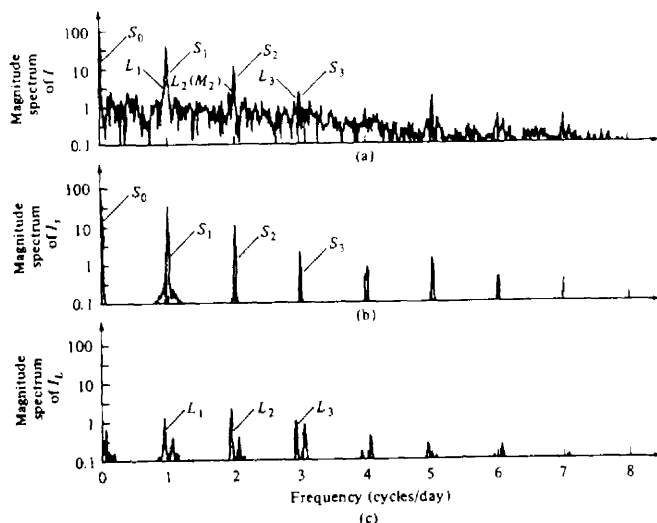 Magnitude spectrum of I
100
10
1
0.1
S0
S1
S2
L1
L2(M2)
L3
S3
(a)
Magnitude spectrum of Is
100
10
1
0.1
S0
S1
S2
S3
(b)
Magnitude spectrum of IL
100
10
1
0.1
L1
L2
L3
0 1 2 3 4 5 6 7 8
Frequency (cycles/day)
(c)